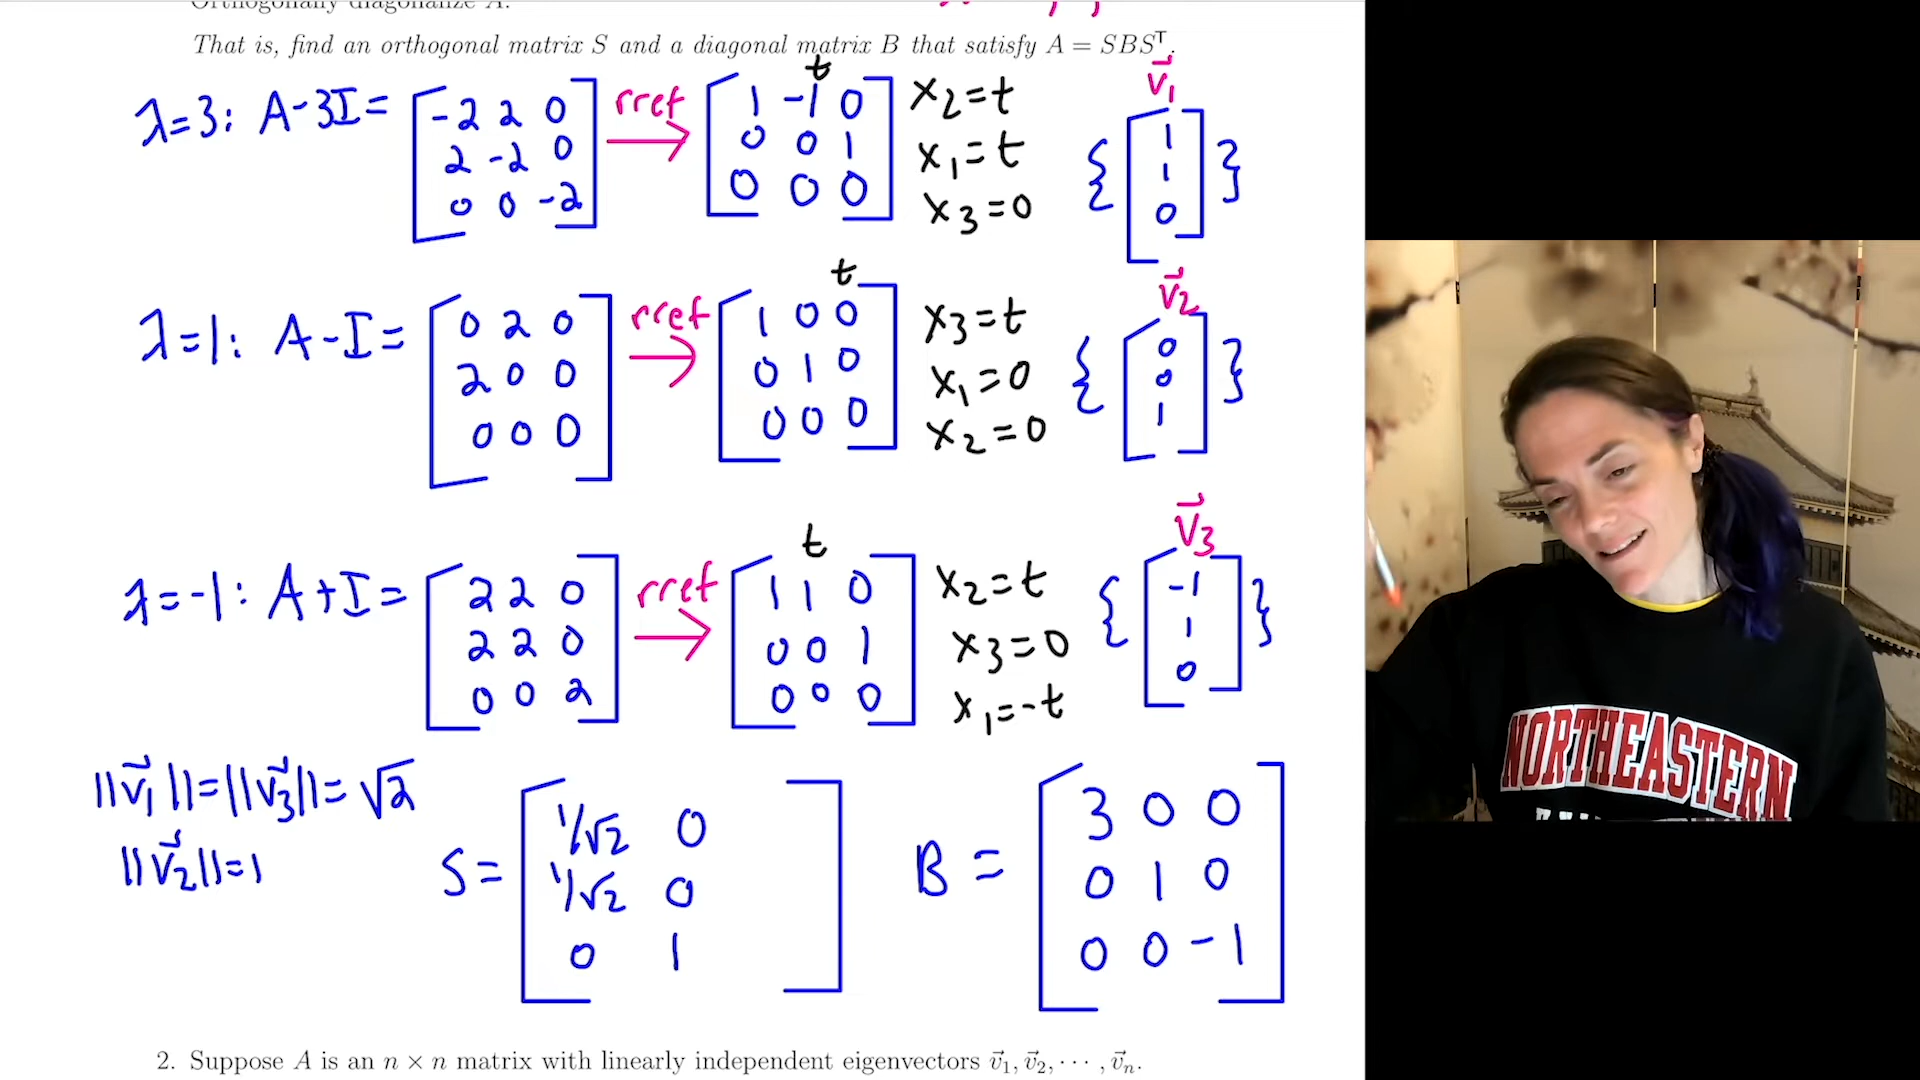 Orthogonally diagonalize A.
That is, find an orthogonal matrix S and a diagonal matrix B that satisfy A = SBSᵀ.
λ=3: A-3I= [-2 2 0 rref → [1 -1 0 x₂=t v⃗₁ {[1
2 -2 0 0 0 1 x₁=t 1
0 0 -2] 0 0 0] x₃=0 0]}
t
λ=1: A-I= [0 2 0 rref → [1 0 0 x₃=t v⃗₂ {[0
2 0 0 0 1 0 x₁=0 0
0 0 0] 0 0 0] x₂=0 1]}
t
λ=-1: A+I= [2 2 0 rref → [1 1 0 x₂=t v⃗₃ {[-1
2 2 0 0 0 1 x₃=0 1
0 0 2] 0 0 0] x₁=-t 0]}
t
||v⃗₁||=||v⃗₃||=√2
||v⃗₂||=1
S= [1/√2 0
1/√2 0
0 1 ]
B= [3 0 0
0 1 0
0 0 -1]
2. Suppose A is an n × n matrix with linearly independent eigenvectors v⃗₁, v⃗₂, ⋯ , v⃗ₙ.
NORTHEASTERN